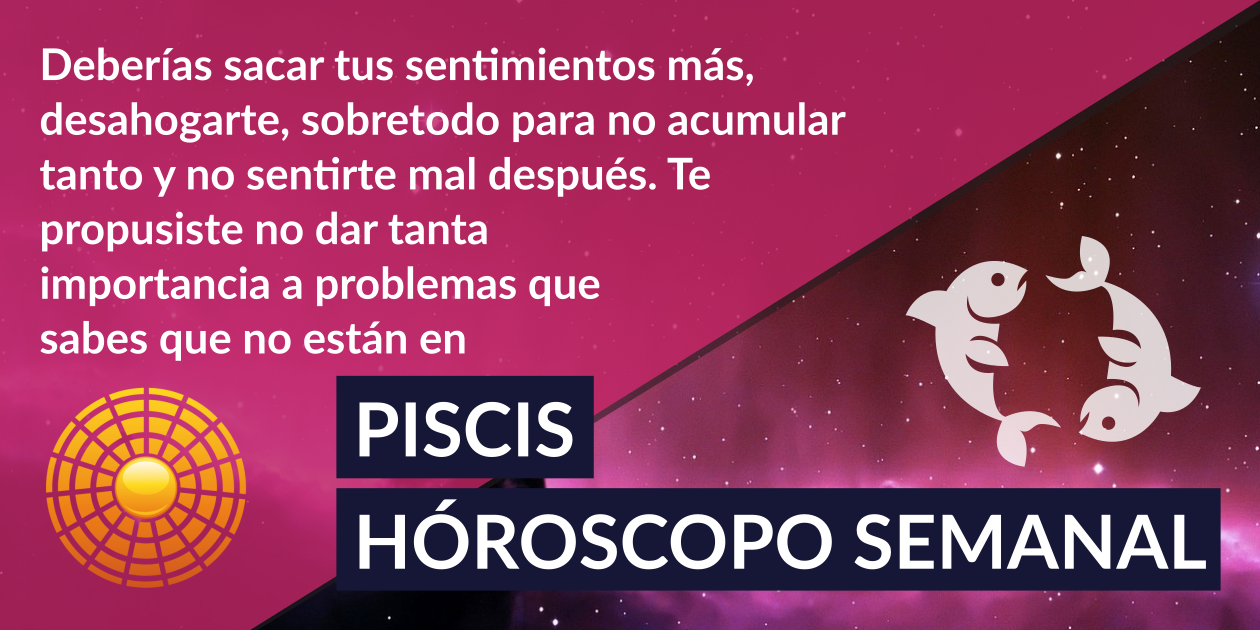 Deberías sacar tus sentimientos más,
desahogarte, sobretodo para no acumular
tanto y no sentirte mal después. Te
propusiste no dar tanta
importancia a problemas que
sabes que no están en
PISCIS
HÓROSCOPO SEMANAL